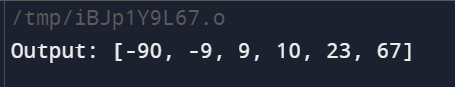 /tmp/iBJp1Y9L67.o
Output: [-90, -9, 9, 10, 23, 67]